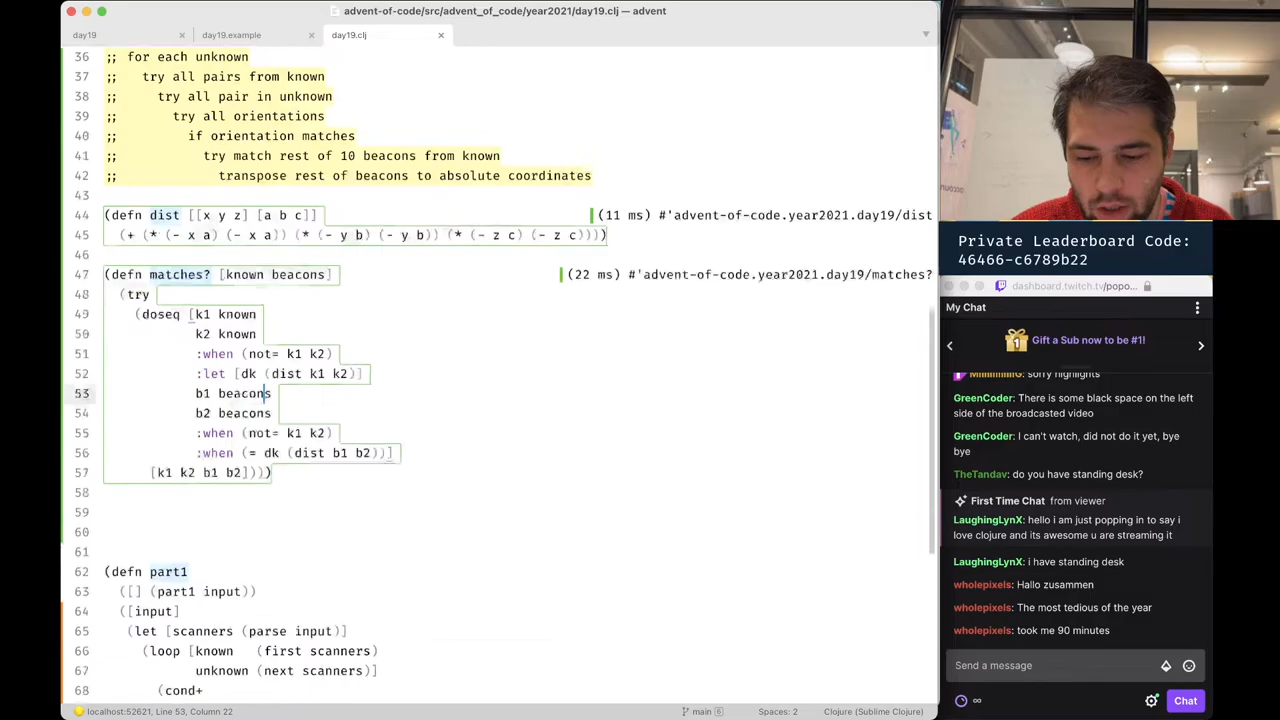 advent-of-code/src/advent_of_code/year2021/day19.clj — advent
day19
day19.example
day19.clj
36 ;; for each unknown
37 ;;   try all pairs from known
38 ;;     try all pair in unknown
39 ;;       try all orientations
40 ;;         if orientation matches
41 ;;           try match rest of 10 beacons from known
42 ;;             transpose rest of beacons to absolute coordinates
43
44 (defn dist [[x y z] [a b c]] (11 ms) #'advent-of-code.year2021.day19/dist
45   (+ (* (- x a) (- x a)) (* (- y b) (- y b)) (* (- z c) (- z c))))
46
47 (defn matches? [known beacons] (22 ms) #'advent-of-code.year2021.day19/matches?
48   (try
49     (doseq [k1 known
50             k2 known
51             :when (not= k1 k2)
52             :let [dk (dist k1 k2)]
53             b1 beacons
54             b2 beacons
55             :when (not= k1 k2)
56             :when (= dk (dist b1 b2))]
57       [k1 k2 b1 b2])))
58
59
60
61
62 (defn part1
63   ([] (part1 input))
64   ([input]
65     (let [scanners (parse input)]
66       (loop [known   (first scanners)
67              unknown (next scanners)]
68         (cond+
localhost:52621, Line 53, Column 22
main 6
Spaces: 2
Clojure (Sublime Clojure)
Private Leaderboard Code:
46466-c6789b22
dashboard.twitch.tv/popo...
My Chat
1
Gift a Sub now to be #1!
sorry highlights
GreenCoder: There is some black space on the left
side of the broadcasted video
GreenCoder: I can't watch, did not do it yet, bye
bye
TheTandav: do you have standing desk?
First Time Chat from viewer
LaughingLynX: hello i am just popping in to say i
love clojure and its awesome u are streaming it
LaughingLynX: i have standing desk
wholepixels: Hallo zusammen
wholepixels: The most tedious of the year
wholepixels: took me 90 minutes
Send a message
∞
Chat